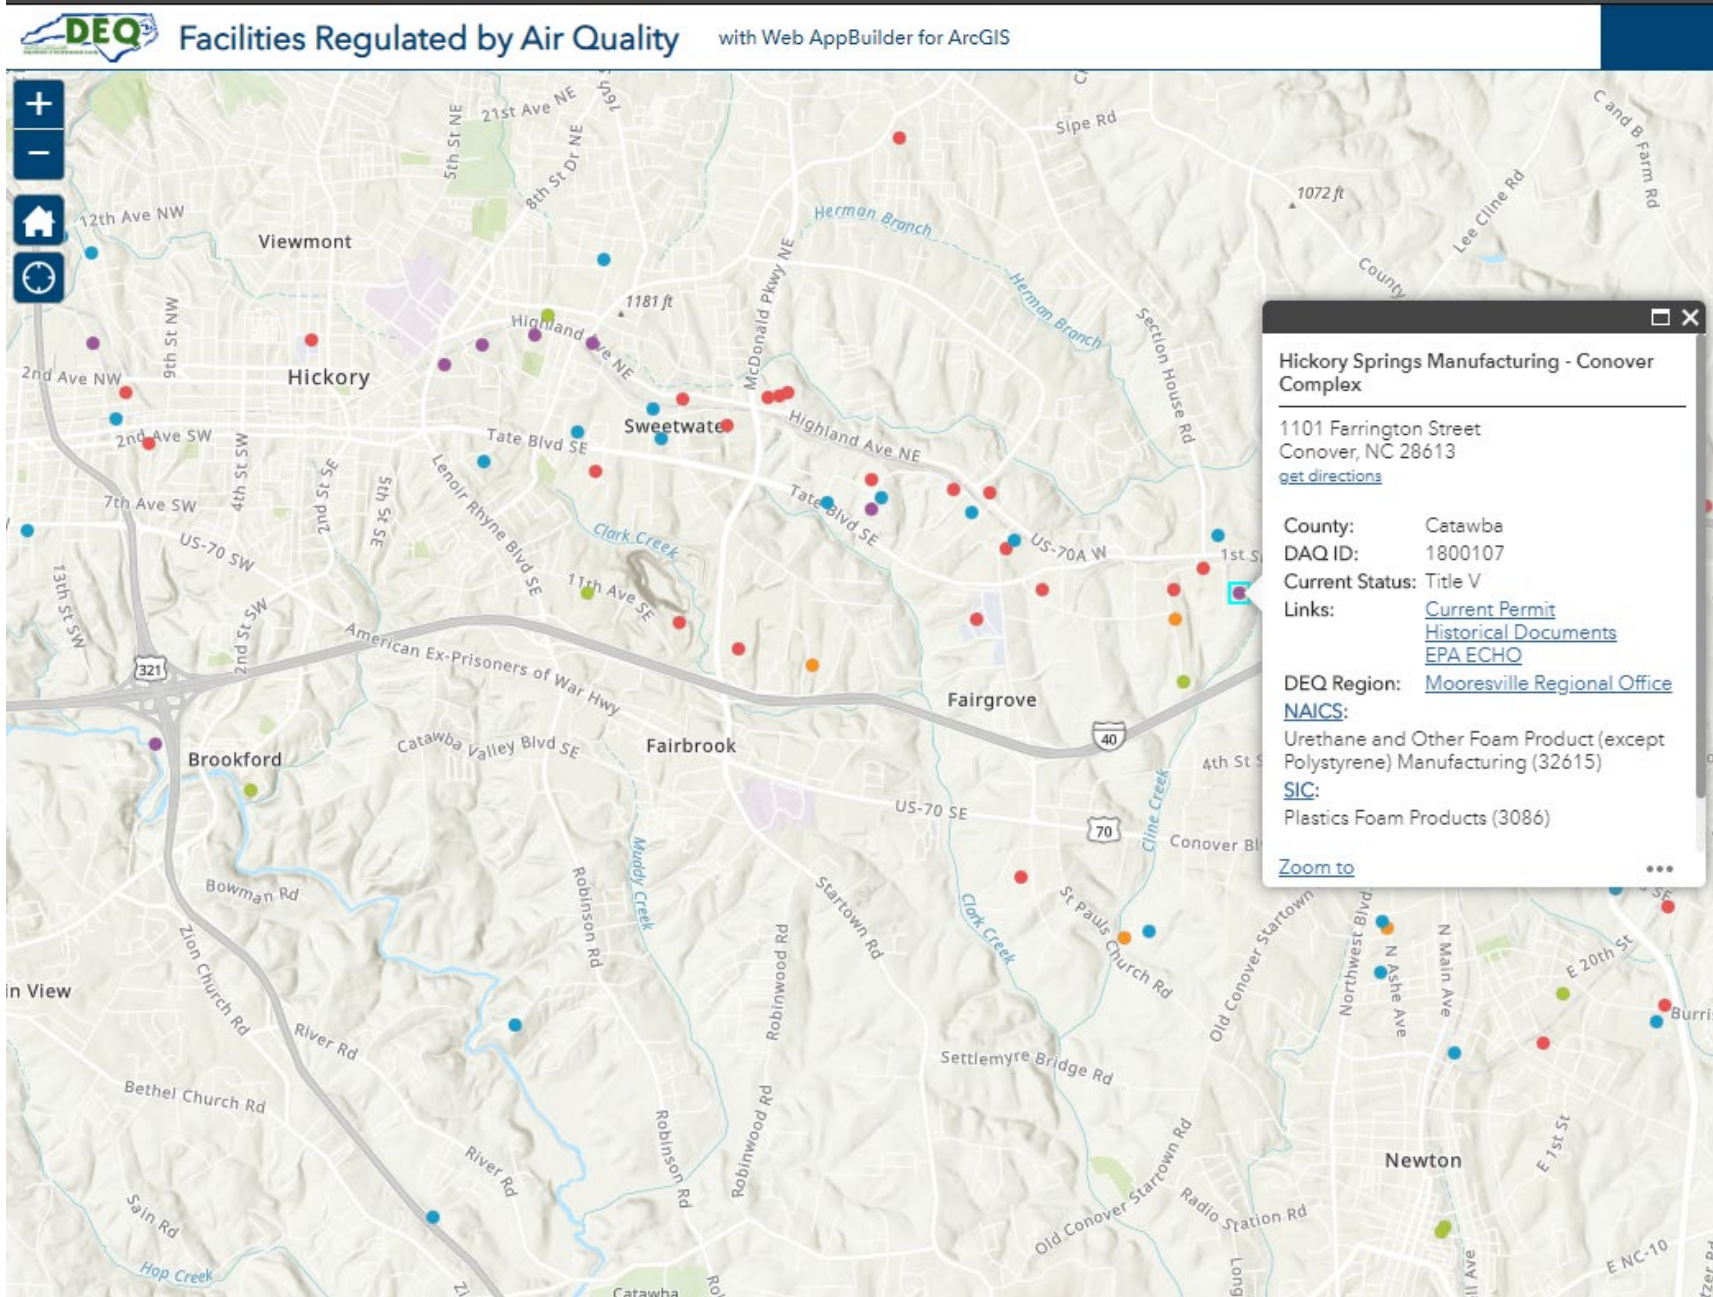 DEQ
Facilities Regulated by Air Quality
with Web AppBuilder for ArcGIS
+
−
21st Ave NE
5th St NE
8th St Dr NE
16th S
Sipe Rd
C and B Farm Rd
1072 ft
Lee Cline Rd
12th Ave NW
Viewmont
Herman Branch
McDonald Pkwy NE
County
1181 ft
Herman Branch
Highland Ave NE
9th St NW
Section House Rd
2nd Ave NW
Hickory
Sweetwater
Highland Ave NE
2nd Ave SW
Tate Blvd SE
4th St SW
2nd St SE
5th St SE
Lenoir Rhyne Blvd SE
7th Ave SW
Tate Blvd SE
US-70 SW
Clark Creek
US-70A W
1st S
13th St SW
11th Ave SE
2nd St SW
American Ex-Prisoners of War Hwy
321
Fairgrove
Brookford
Catawba Valley Blvd SE
Fairbrook
40
4th St S
US-70 SE
70
Cline Creek
Conover Bl
Muddy Creek
Bowman Rd
Robinson Rd
Startown Rd
Clark Creek
St Pauls Church Rd
Old Conover Startown
Northwest Blvd
N Ashe Ave
N Main Ave
E 20th St
Zion Church Rd
Robinwood Rd
in View
River Rd
Burris
Settlemyre Bridge Rd
Bethel Church Rd
Robinson Rd
Robinwood Rd
Old Conover Startown Rd
E 1st St
Newton
River Rd
Sain Rd
Radio Station Rd
Hop Creek
E NC-10
Catawba
Hickory Springs Manufacturing - Conover
Complex
1101 Farrington Street
Conover, NC 28613
get directions
County: Catawba
DAQ ID: 1800107
Current Status: Title V
Links: Current Permit
Historical Documents
EPA ECHO
DEQ Region: Mooresville Regional Office
NAICS:
Urethane and Other Foam Product (except
Polystyrene) Manufacturing (32615)
SIC:
Plastics Foam Products (3086)
Zoom to